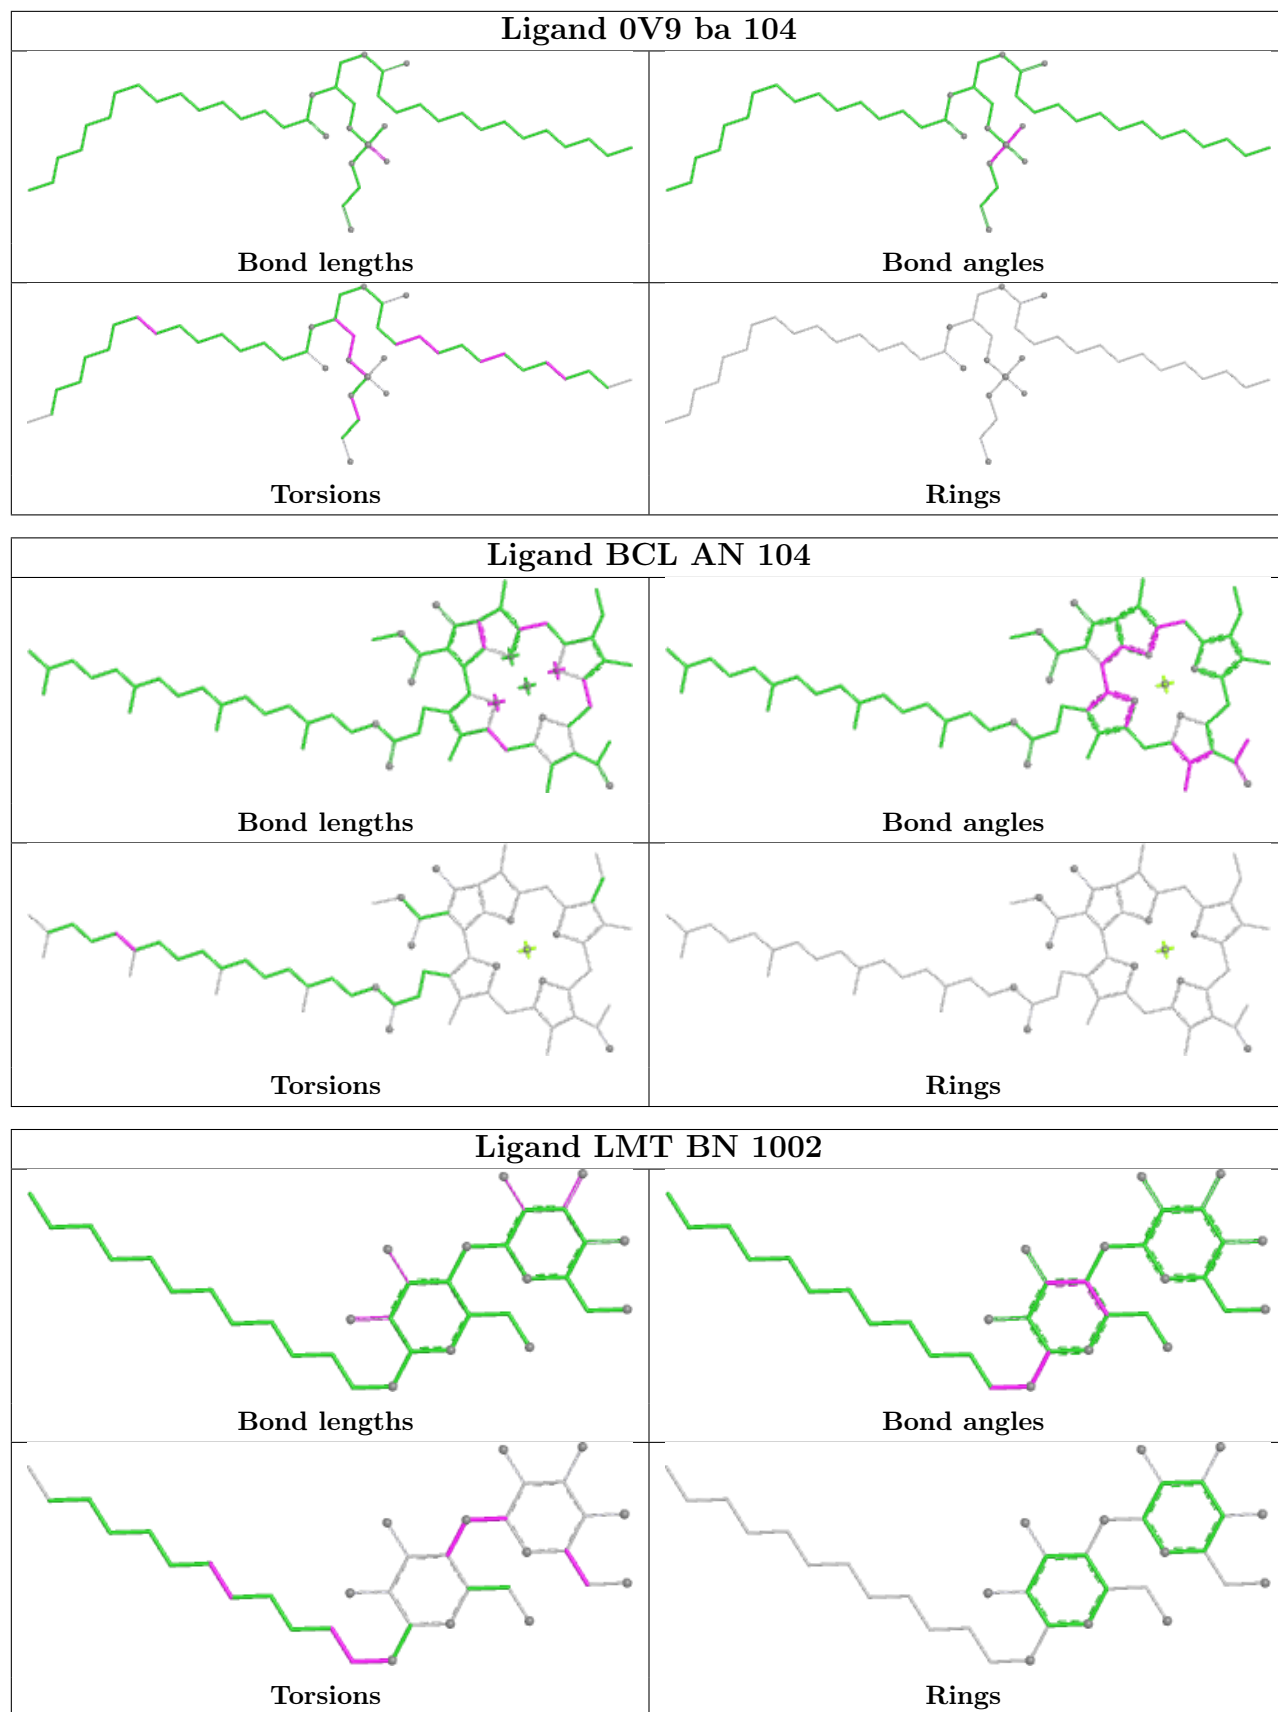 Ligand 0V9 ba 104
Bond lengths
Bond angles
Torsions
Rings
Ligand BCL AN 104
Bond lengths
Bond angles
Torsions
Rings
Ligand LMT BN 1002
Bond lengths
Bond angles
Torsions
Rings